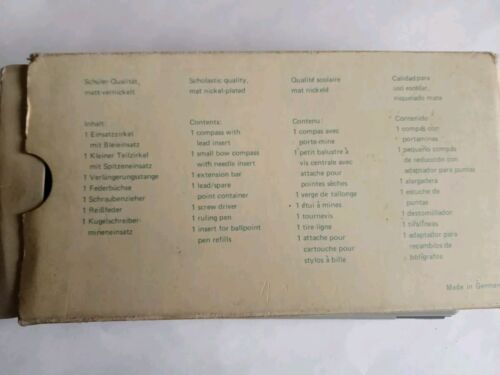 Schüler-Qualität,
matt-vernickelt
Inhalt:
1 Einsatzzirkel
mit Bleieinsatz
1 Kleiner Teilzirkel
mit Spitzeneinsatz
1 Verlängerungsstange
1 Federbüchse
1 Schraubenzieher
1 Reißfeder
1 Kugelschreiber-
mineneinsatz
Scholastic quality,
mat nickel-plated
Contents:
1 compass with
lead insert
1 small bow compass
with needle insert
1 extension bar
1 lead/spare
point container
1 screw driver
1 ruling pen
1 insert for ballpoint
pen refills
Qualité scolaire
mat nickelé
Contenu:
1 compas avec
porte-mine
1 petit balustre à
vis centrale avec
attache pour
pointes sèches
1 verge de rallonge
1 étui à mines
1 tournevis
1 tire-ligne
1 attache pour
cartouche pour
stylos à bille
Calidad para
uso escolar,
niquelado mate
Contenido:
1 compás con
portaminas
1 pequeño compás
de reducción con
adaptador para puntas
1 alargadera
1 estuche de
puntas
1 destornillador
1 tiralíneas
1 adaptador para
recambios de
bolígrafos
Made in German